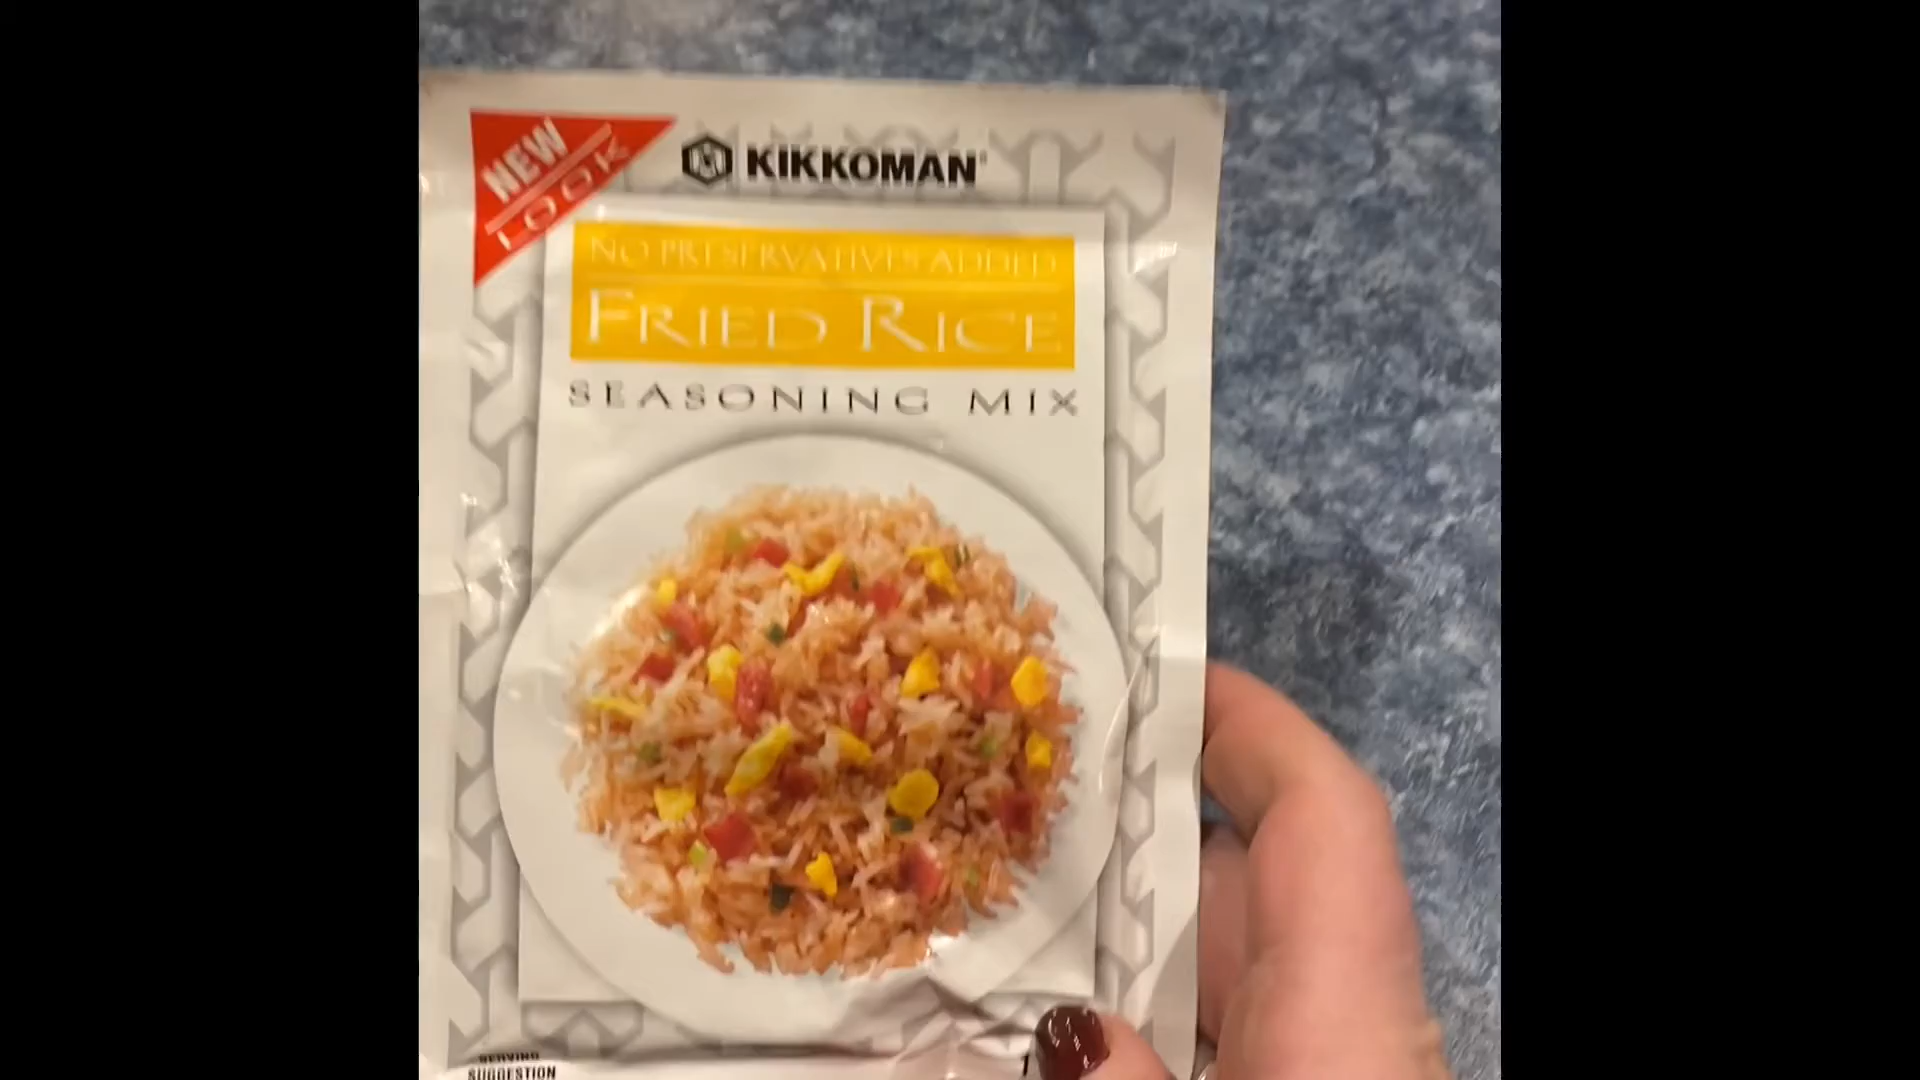 NEW
LOOK
KIKKOMAN®
NO PRESERVATIVES ADDED
FRIED RICE
SEASONING MIX
SERVING
SUGGESTION